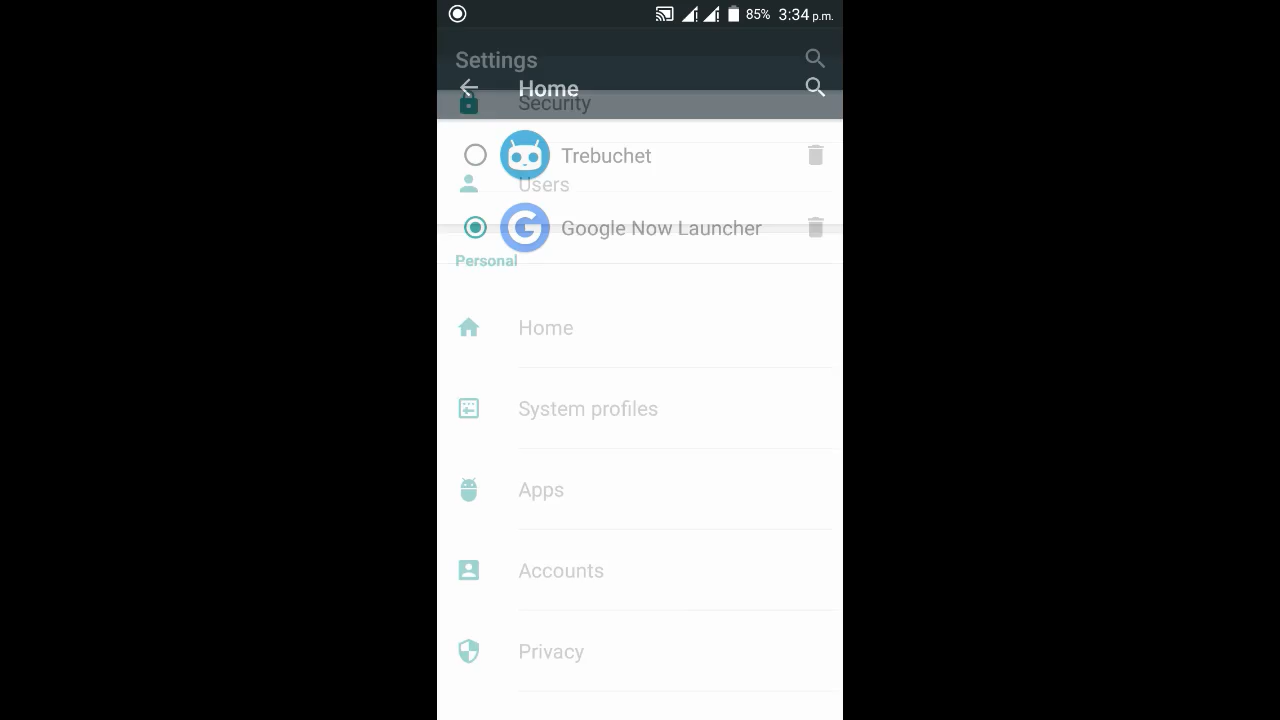 85% 3:34 p.m.
Settings
Home
Security
Trebuchet
Users
Google Now Launcher
Personal
Home
System profiles
Apps
Accounts
Privacy